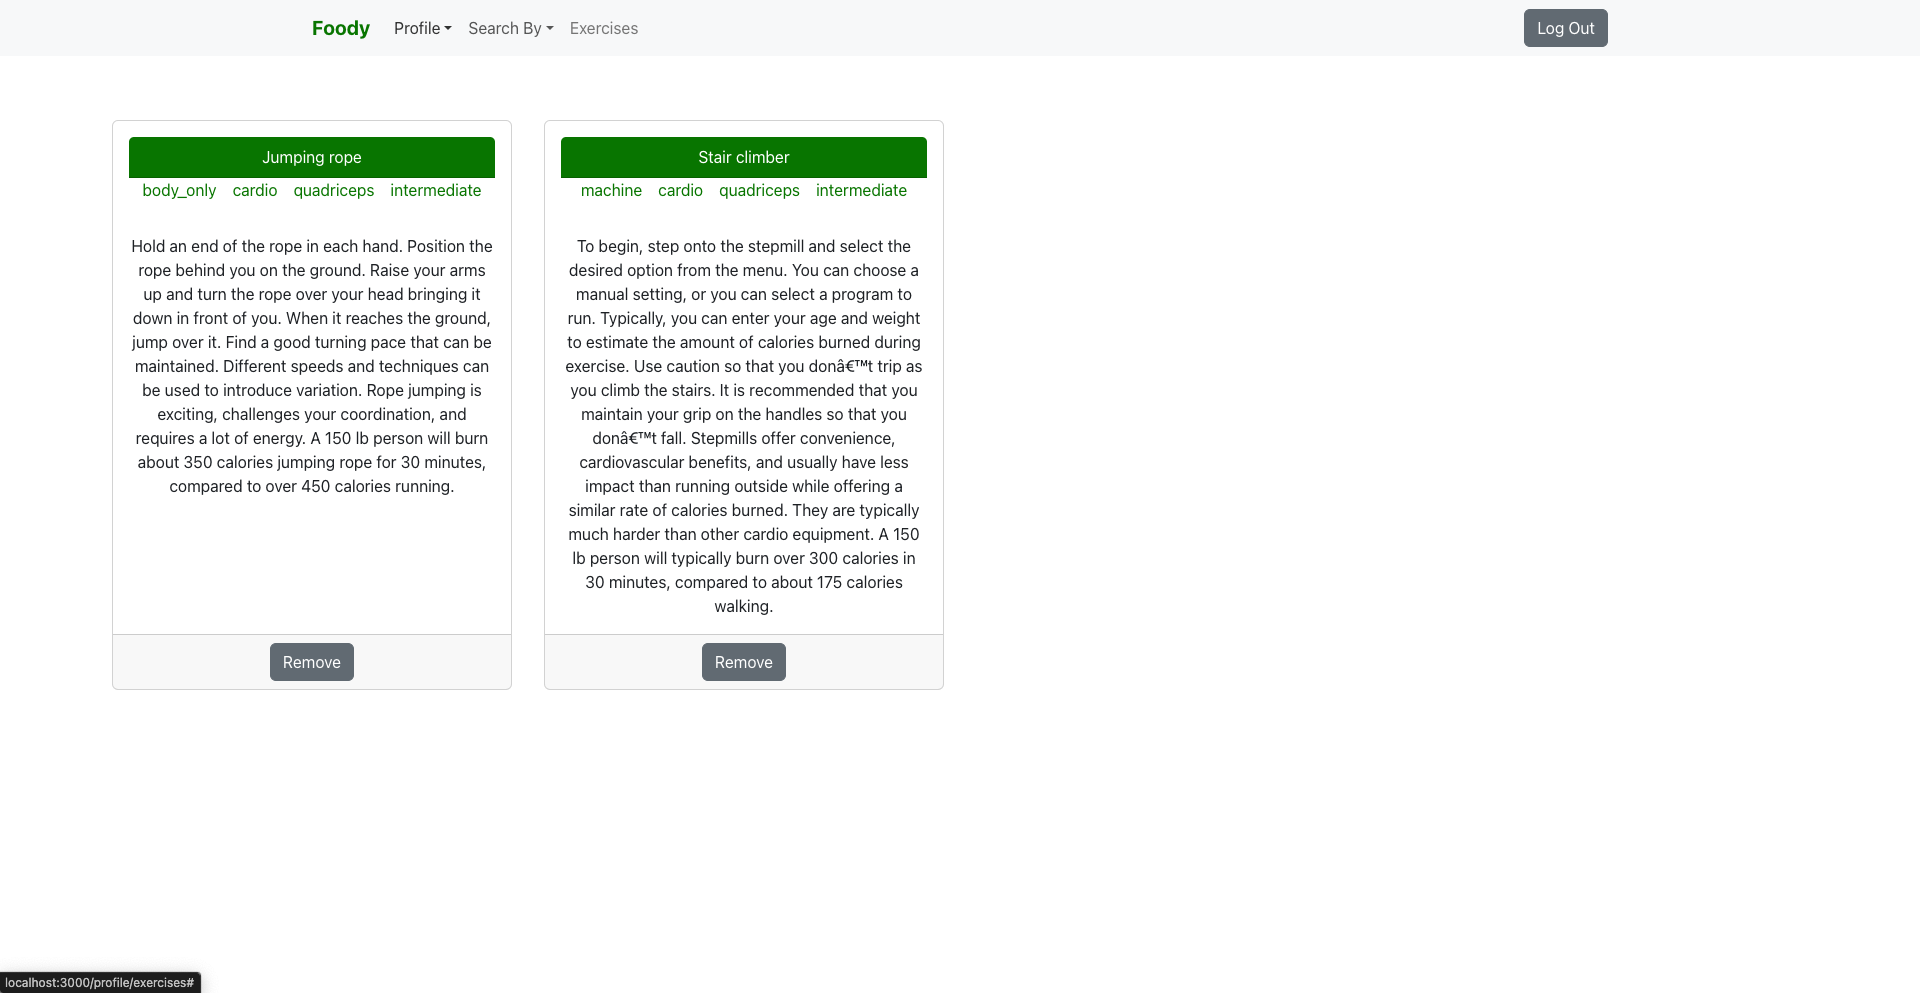 Foody Profile Search By Exercises Log Out
Jumping rope
body_only cardio quadriceps intermediate
Hold an end of the rope in each hand. Position the
rope behind you on the ground. Raise your arms
up and turn the rope over your head bringing it
down in front of you. When it reaches the ground,
jump over it. Find a good turning pace that can be
maintained. Different speeds and techniques can
be used to introduce variation. Rope jumping is
exciting, challenges your coordination, and
requires a lot of energy. A 150 lb person will burn
about 350 calories jumping rope for 30 minutes,
compared to over 450 calories running.
Remove
Stair climber
machine cardio quadriceps intermediate
To begin, step onto the stepmill and select the
desired option from the menu. You can choose a
manual setting, or you can select a program to
run. Typically, you can enter your age and weight
to estimate the amount of calories burned during
exercise. Use caution so that you donâ€™t trip as
you climb the stairs. It is recommended that you
maintain your grip on the handles so that you
donâ€™t fall. Stepmills offer convenience,
cardiovascular benefits, and usually have less
impact than running outside while offering a
similar rate of calories burned. They are typically
much harder than other cardio equipment. A 150
lb person will typically burn over 300 calories in
30 minutes, compared to about 175 calories
walking.
Remove
localhost:3000/profile/exercises#